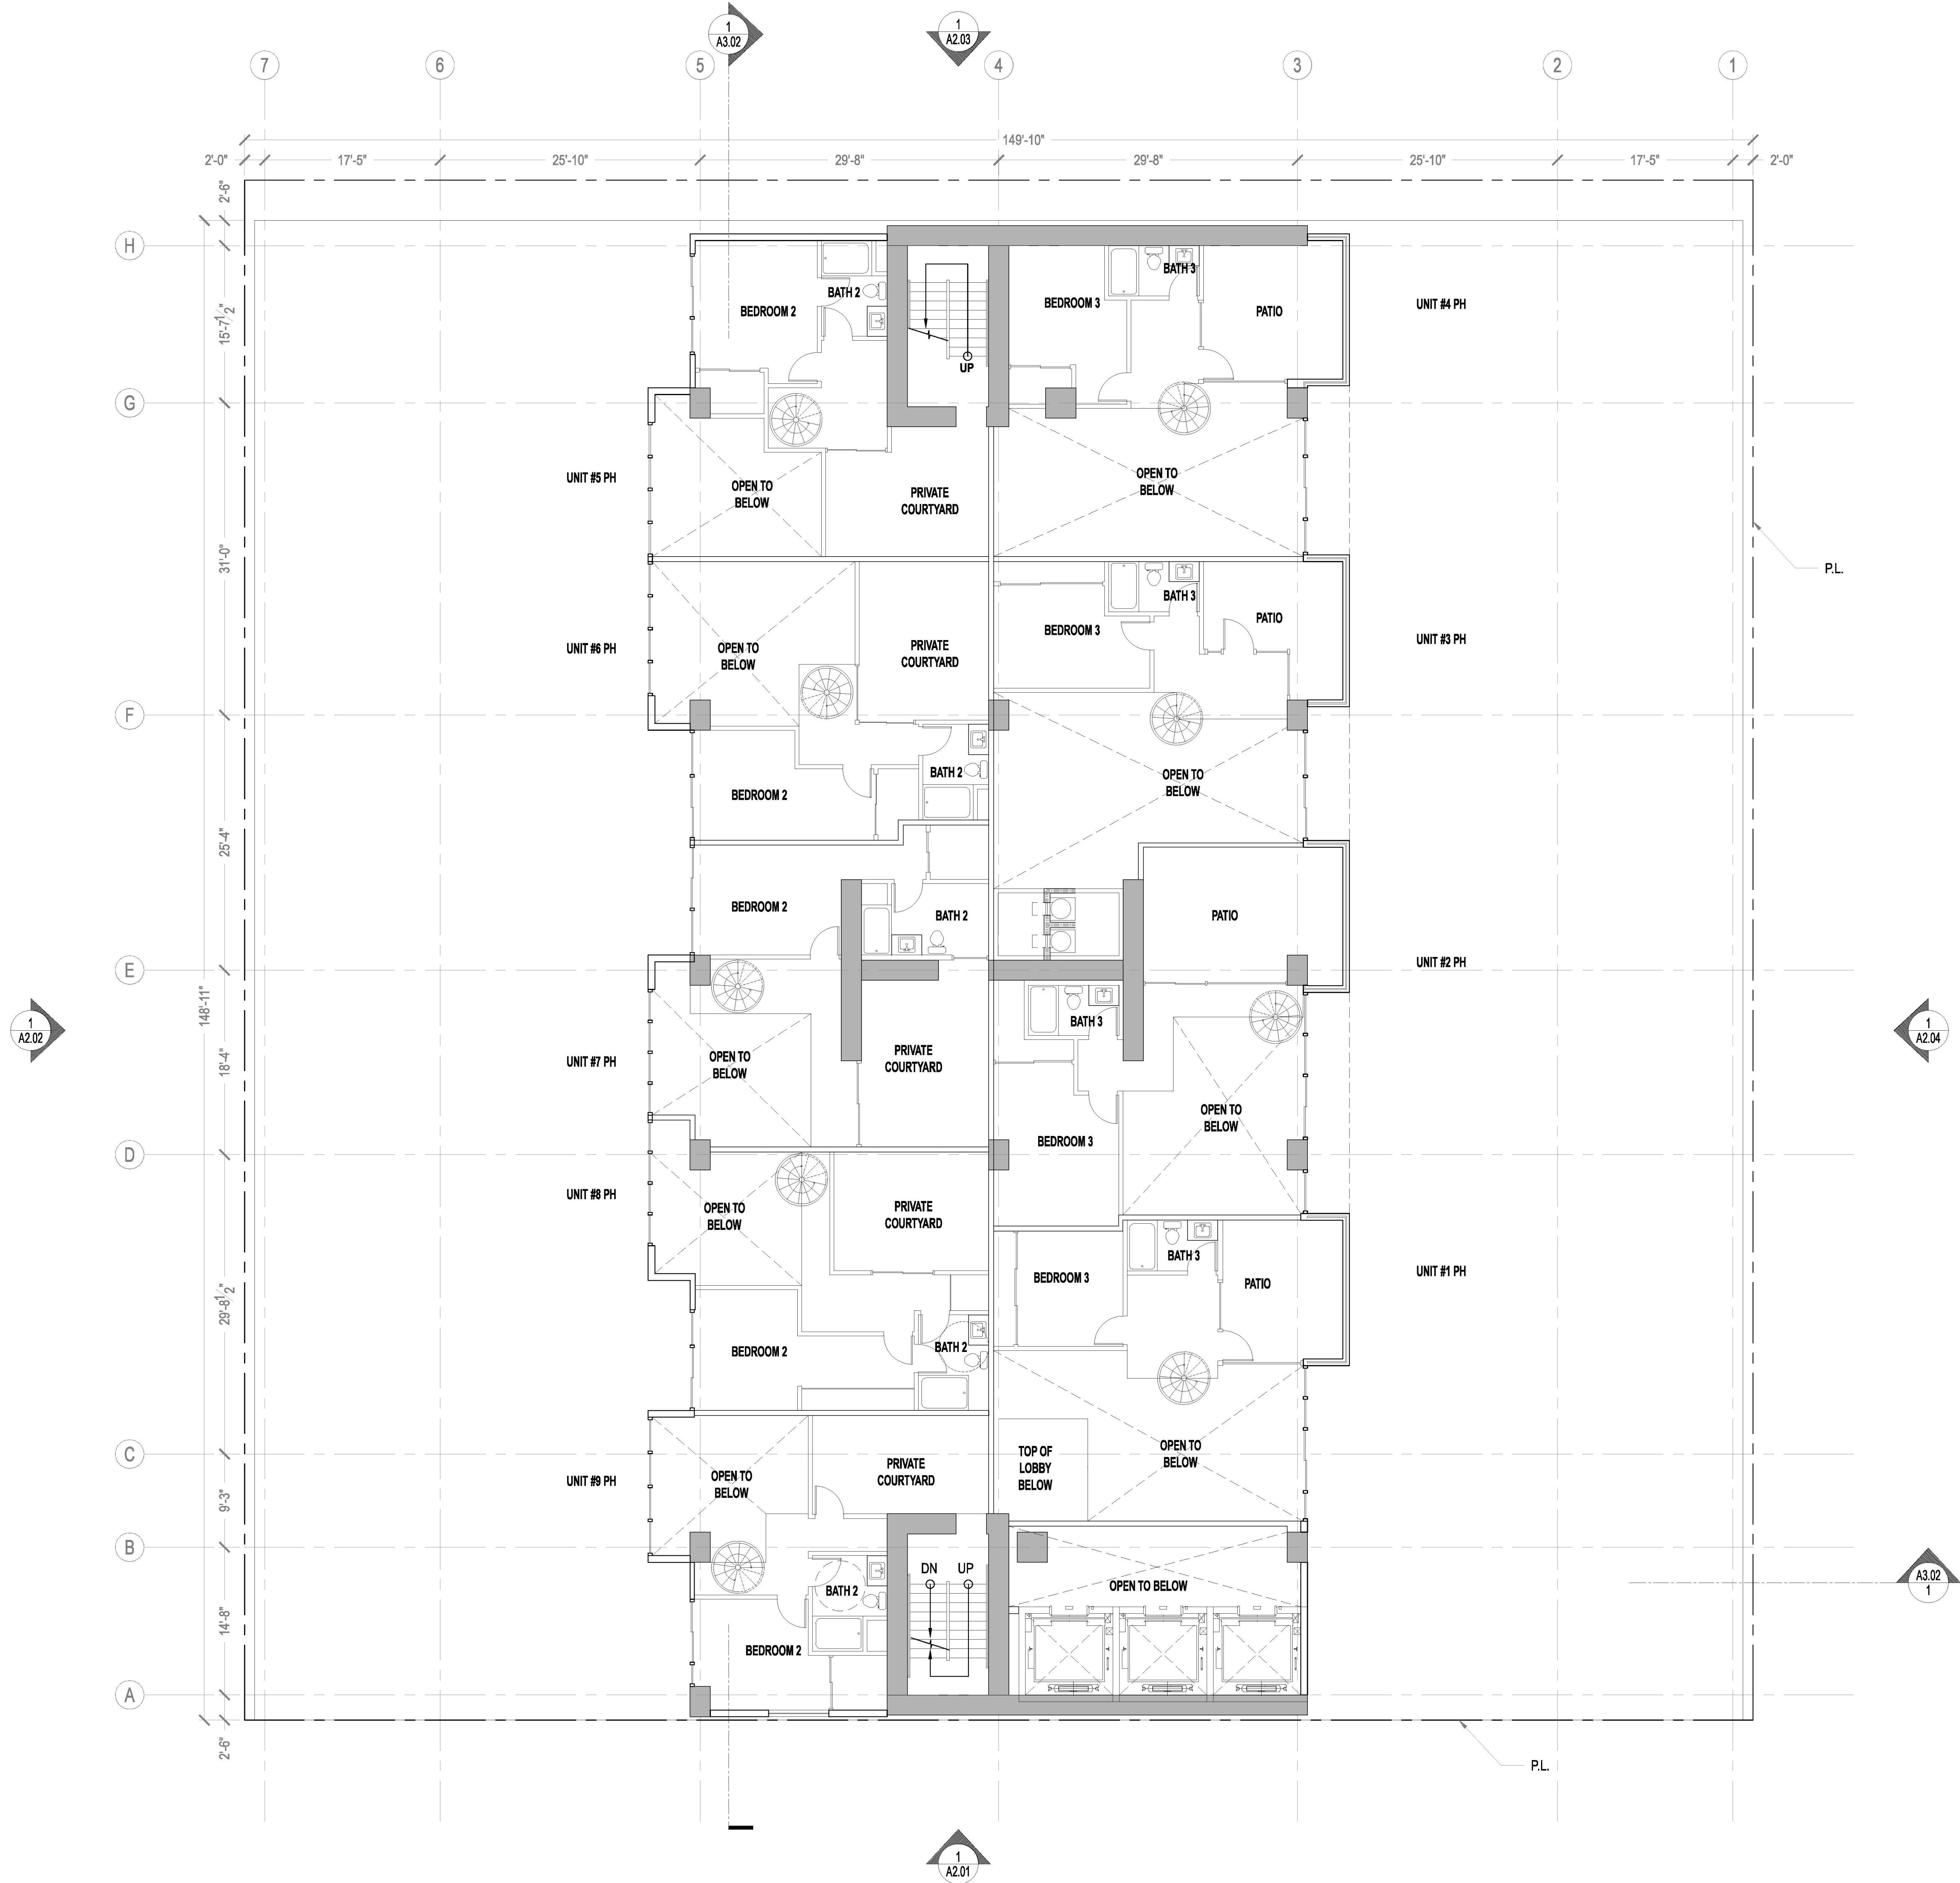 1
A3.02
1
A2.03
7
6
5
4
3
2
1
149'-10"
2'-0"
17'-5"
25'-10"
29'-8"
29'-8"
25'-10"
17'-5"
2'-0"
2'-6"
H
15'-7 1/2"
BEDROOM 2
BATH 2
UP
BEDROOM 3
BATH 3
PATIO
UNIT #4 PH
G
UNIT #5 PH
OPEN TO
BELOW
PRIVATE
COURTYARD
OPEN TO
BELOW
31'-0"
P.L.
UNIT #6 PH
OPEN TO
BELOW
PRIVATE
COURTYARD
BEDROOM 3
BATH 3
PATIO
UNIT #3 PH
F
BEDROOM 2
BATH 2
OPEN TO
BELOW
25'-4"
BEDROOM 2
BATH 2
PATIO
UNIT #2 PH
E
148'-11"
1
A2.02
BATH 3
1
A2.04
18'-4"
UNIT #7 PH
OPEN TO
BELOW
PRIVATE
COURTYARD
BEDROOM 3
OPEN TO
BELOW
D
UNIT #8 PH
OPEN TO
BELOW
PRIVATE
COURTYARD
29'-8 1/2"
BEDROOM 3
BATH 3
PATIO
UNIT #1 PH
BEDROOM 2
BATH 2
C
UNIT #9 PH
OPEN TO
BELOW
PRIVATE
COURTYARD
TOP OF
LOBBY
BELOW
OPEN TO
BELOW
9'-3"
B
BATH 2
DN
UP
OPEN TO BELOW
A3.02
1
14'-8"
BEDROOM 2
A
2'-6"
P.L.
1
A2.01